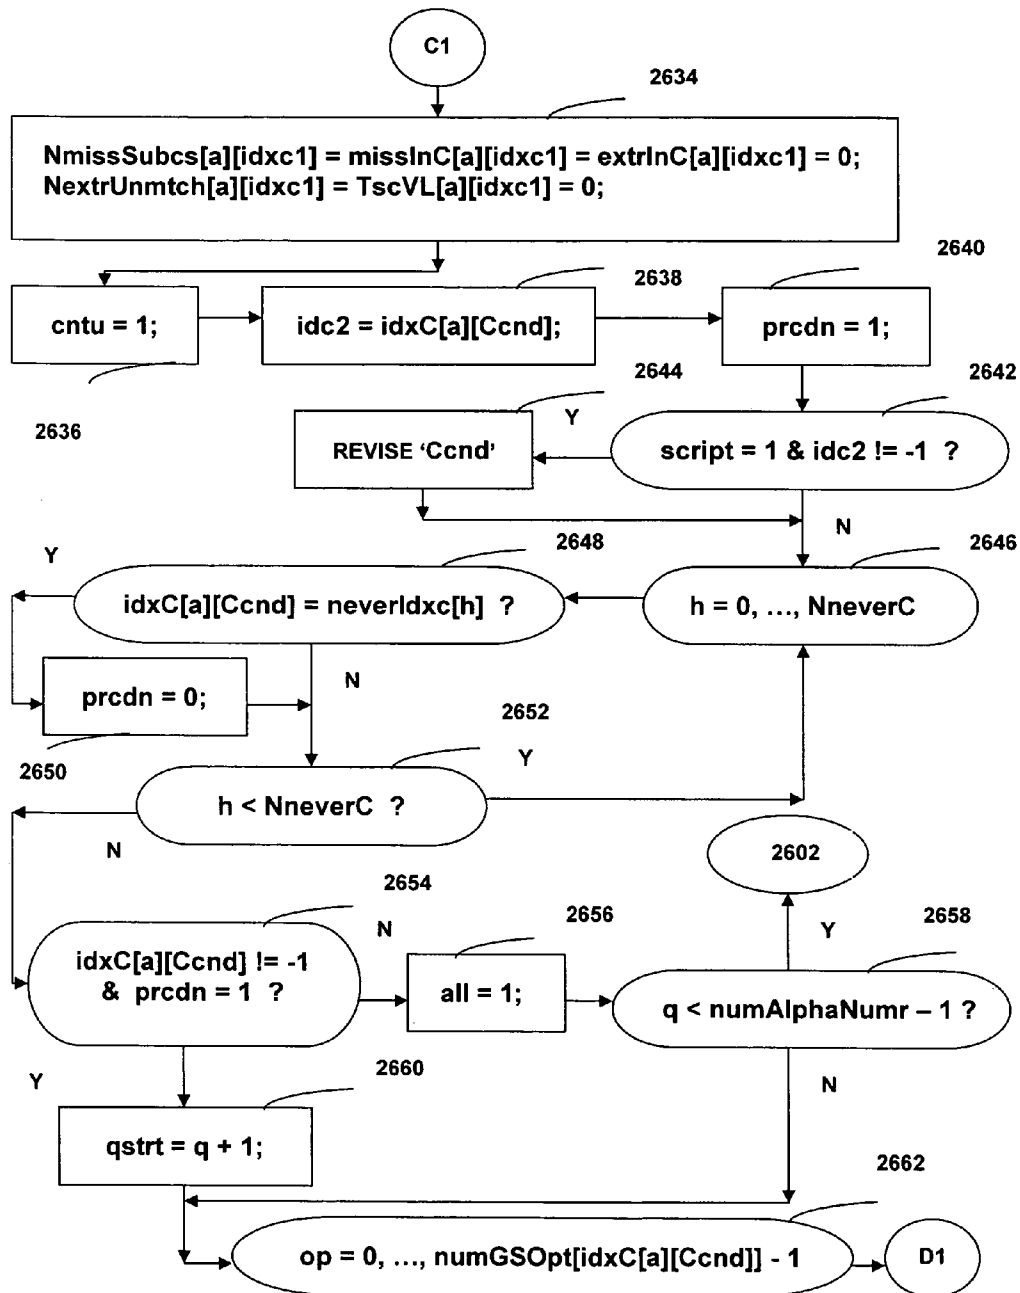 C1
2634
NmissSubcs[a][idxc1] = missInC[a][idxc1] = extrInC[a][idxc1] = 0;
NextrUnmtch[a][idxc1] = TscVL[a][idxc1] = 0;
2640
2638
cntu = 1;
idc2 = idxC[a][Ccnd];
prcdn = 1;
2636
2644
2642
Y
REVISE ‘Ccnd’
script = 1 & idc2 != -1 ?
N
2648
2646
Y
idxC[a][Ccnd] = neverIdxc[h] ?
h = 0, …, NneverC
N
prcdn = 0;
2652
2650
Y
h < NneverC ?
N
2602
2654
N
2656
2658
Y
idxC[a][Ccnd] != -1
& prcdn = 1 ?
all = 1;
q < numAlphaNumr – 1 ?
Y
2660
N
qstrt = q + 1;
2662
op = 0, …, numGSOpt[idxC[a][Ccnd]] - 1
D1